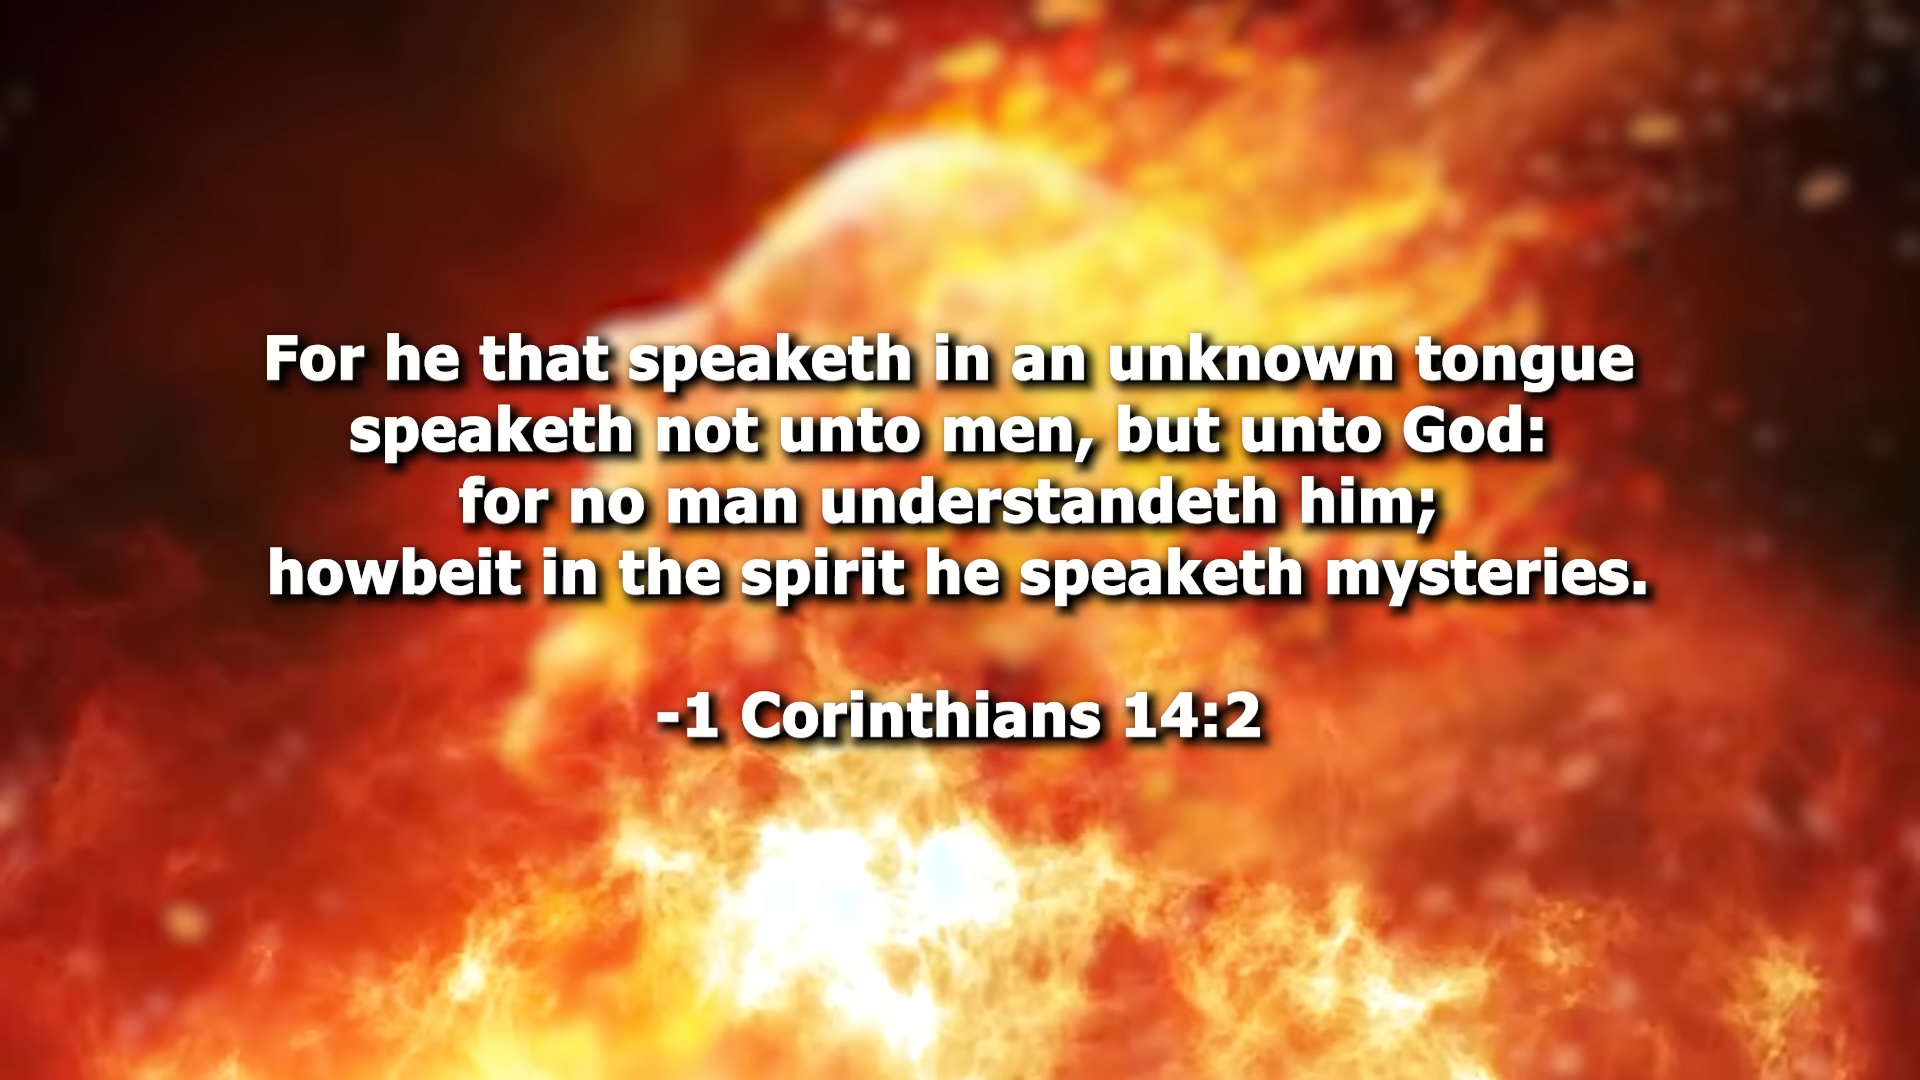 For he that speaketh in an unknown tongue
speaketh not unto men, but unto God:
for no man understandeth him;
howbeit in the spirit he speaketh mysteries.
-1 Corinthians 14:2